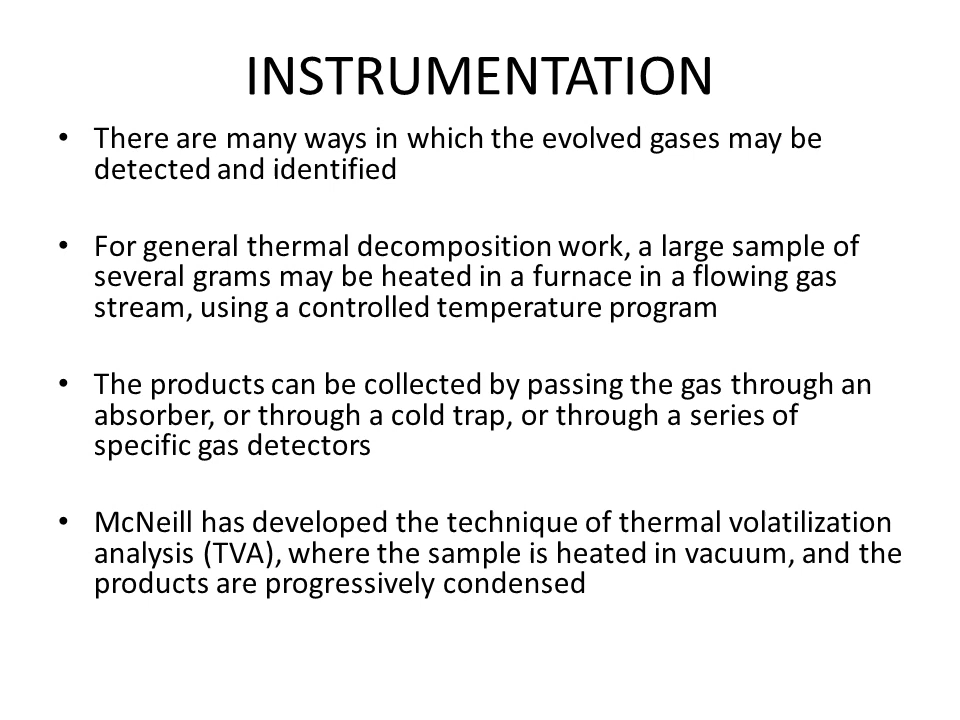 INSTRUMENTATION
• There are many ways in which the evolved gases may be
detected and identified
• For general thermal decomposition work, a large sample of
several grams may be heated in a furnace in a flowing gas
stream, using a controlled temperature program
• The products can be collected by passing the gas through an
absorber, or through a cold trap, or through a series of
specific gas detectors
• McNeill has developed the technique of thermal volatilization
analysis (TVA), where the sample is heated in vacuum, and the
products are progressively condensed